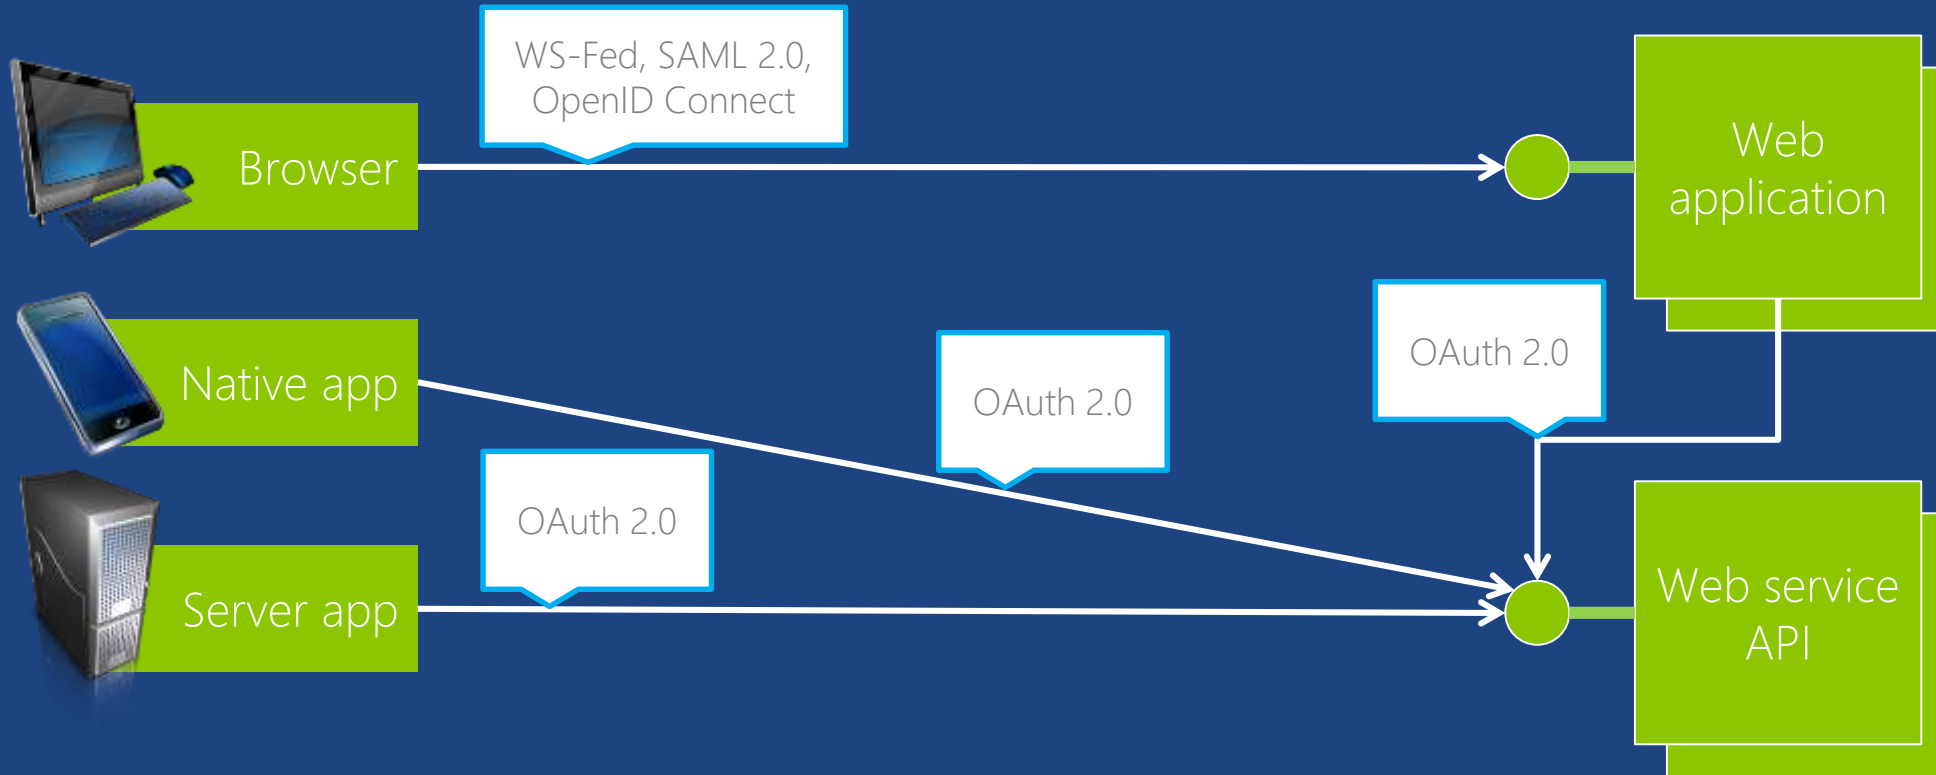 WS-Fed, SAML 2.0,
OpenID Connect
Browser
Web
application
Native app
OAuth 2.0
OAuth 2.0
OAuth 2.0
Server app
Web service
API